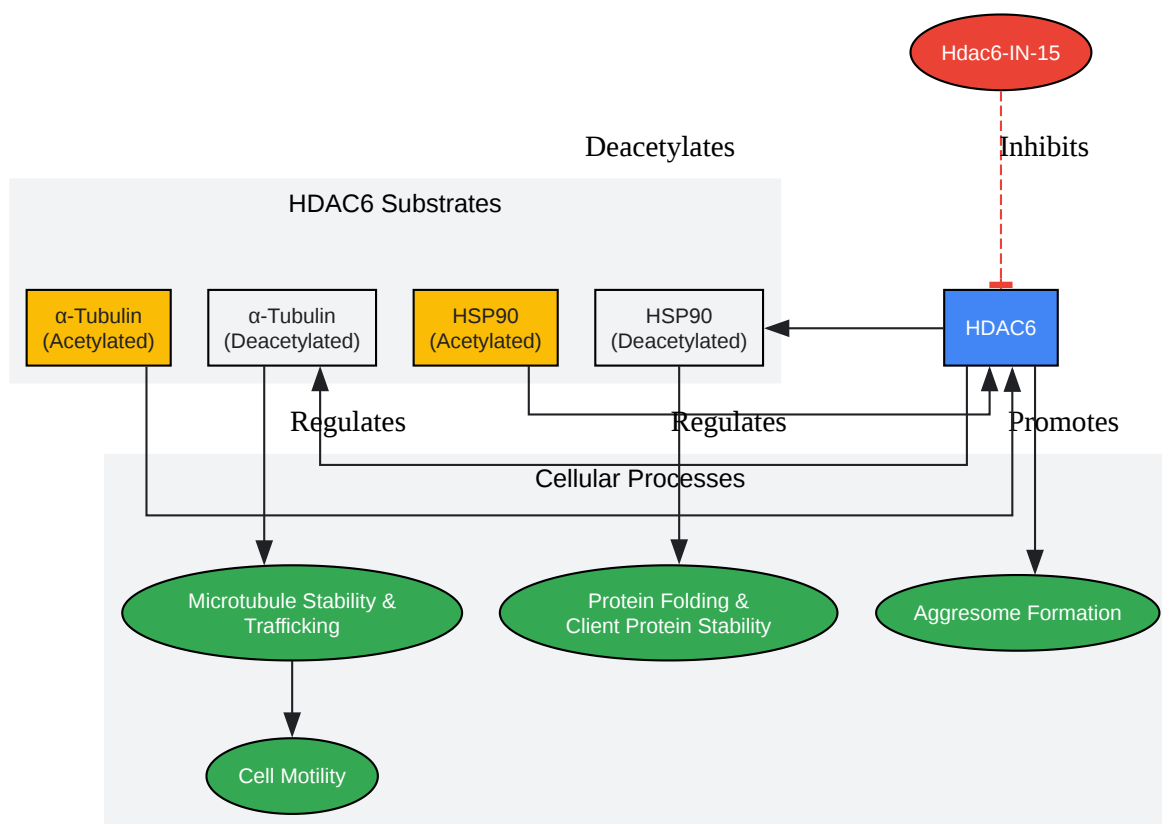 Hdac6-IN-15
Deacetylates
Inhibits
HDAC6 Substrates
α-Tubulin
(Acetylated)
α-Tubulin
(Deacetylated)
HSP90
(Acetylated)
HSP90
(Deacetylated)
HDAC6
Regulates
Regulates
Promotes
Cellular Processes
Microtubule Stability &
Trafficking
Protein Folding &
Client Protein Stability
Aggresome Formation
Cell Motility